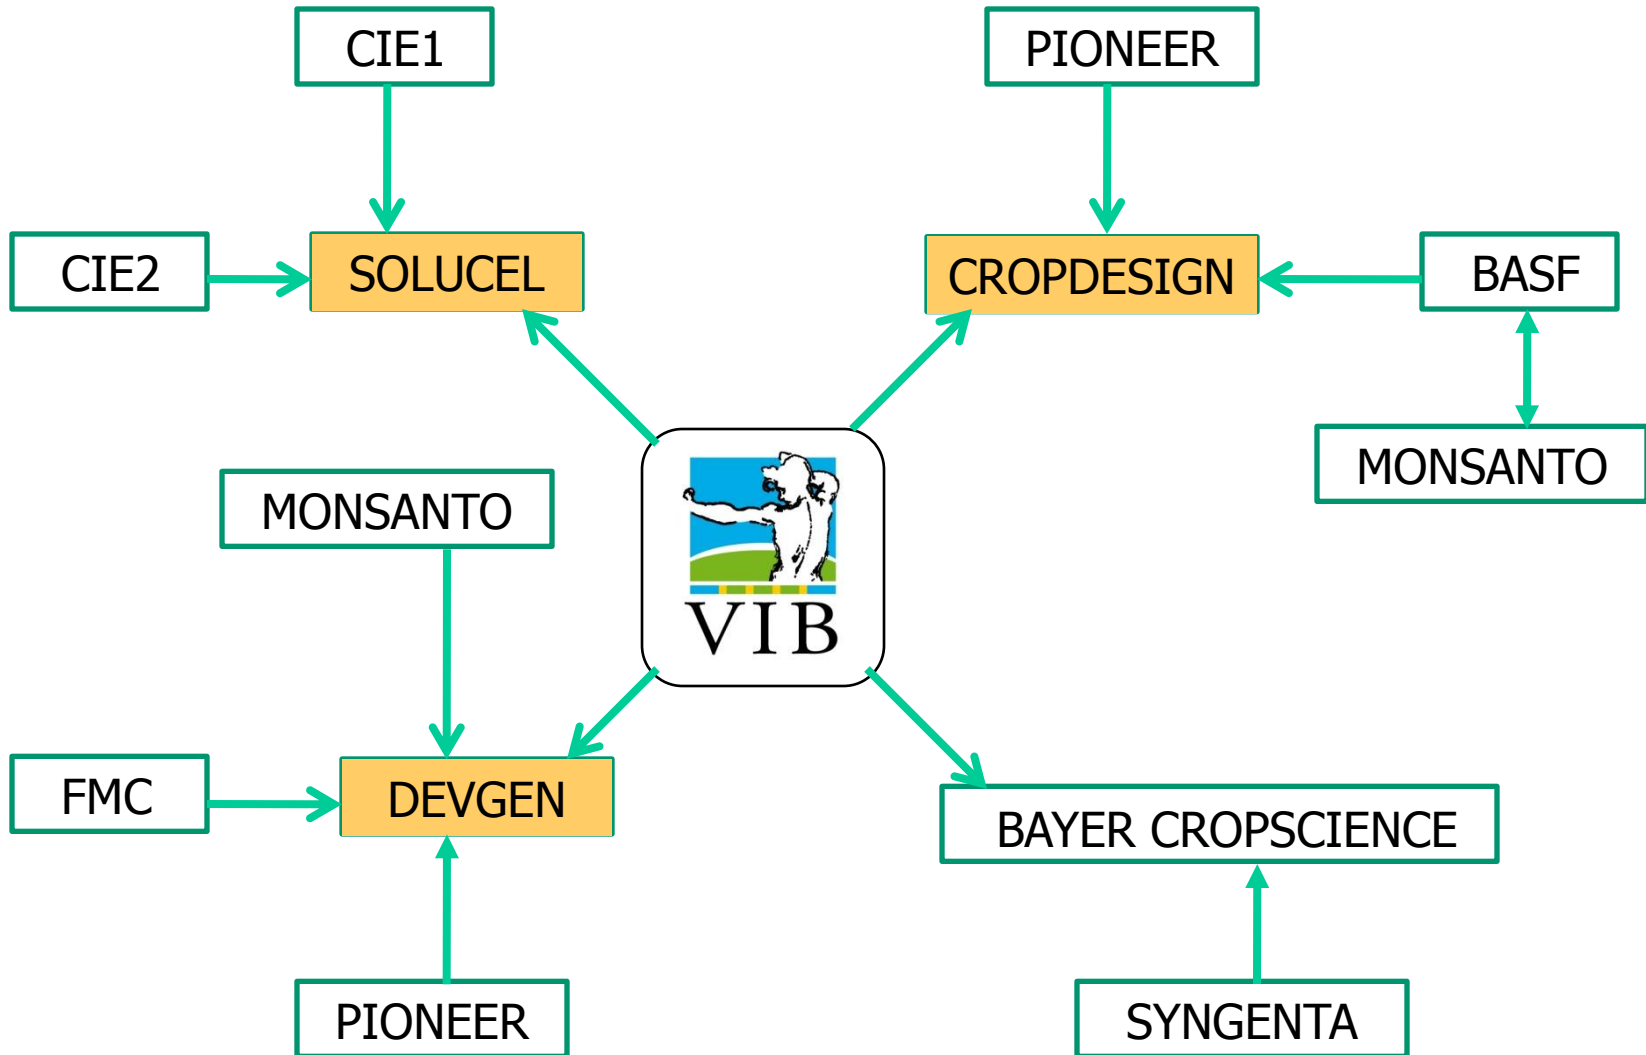 CIE1
PIONEER
CIE2
SOLUCEL
CROPDESIGN
BASF
MONSANTO
MONSANTO
VIB
FMC
DEVGEN
BAYER CROPSCIENCE
PIONEER
SYNGENTA